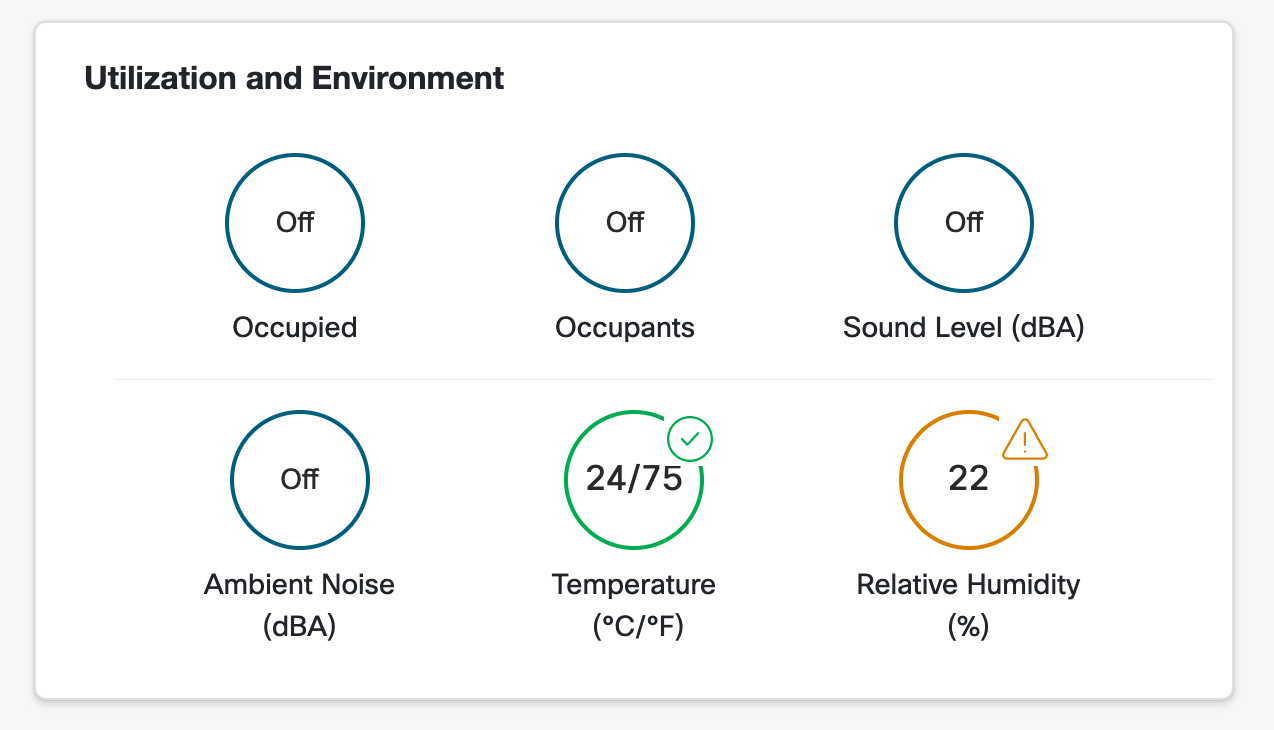 Utilization and Environment
Off
Off
Off
Occupied
Occupants
Sound Level (dBA)
Off
24/75
22
Ambient Noise
(dBA)
Temperature
(°C/°F)
Relative Humidity
(%)